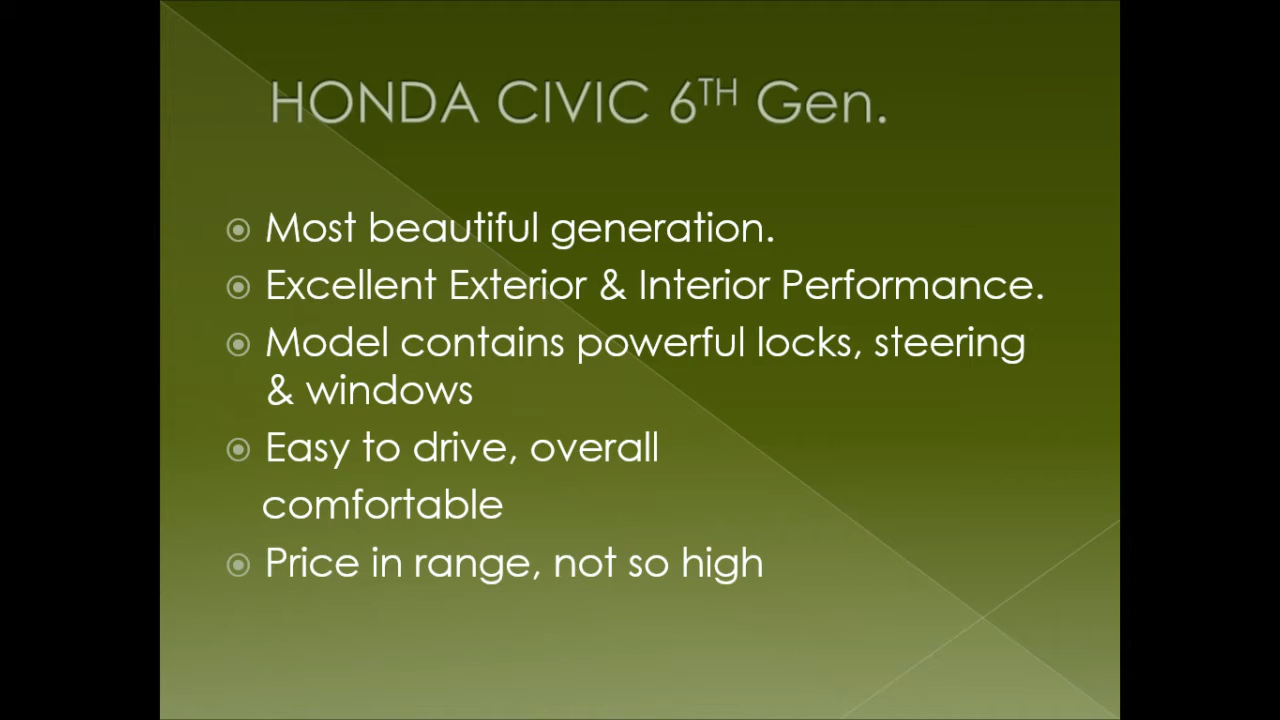 HONDA CIVIC 6TH Gen.
Most beautiful generation.
Excellent Exterior & Interior Performance.
Model contains powerful locks, steering
& windows
Easy to drive, overall
comfortable
Price in range, not so high